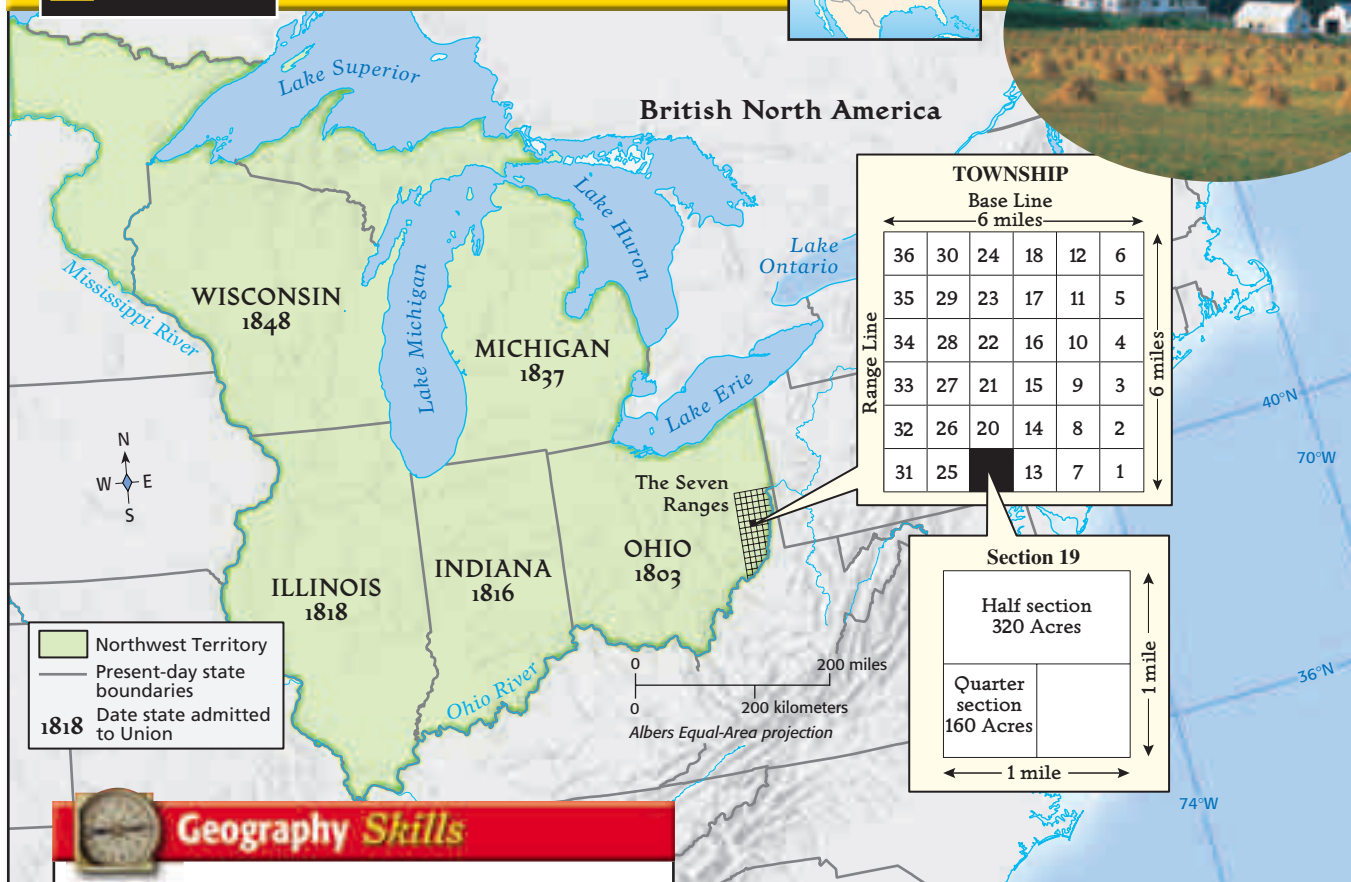 Lake Superior
British North America
Lake Huron
Lake
Ontario
Mississippi River
WISCONSIN
1848
Lake Michigan
MICHIGAN
1837
Lake Erie
TOWNSHIP
Base Line
6 miles
Range Line
36 30 24 18 12 6
35 29 23 17 11 5
34 28 22 16 10 4
33 27 21 15 9 3
32 26 20 14 8 2
31 25 13 7 1
6 miles
40°N
70°W
N
W E
S
The Seven
Ranges
OHIO
1803
INDIANA
1816
ILLINOIS
1818
Section 19
Half section
320 Acres
Quarter
section
160 Acres
1 mile
1 mile
36°N
74°W
Northwest Territory
Present-day state
boundaries
1818 Date state admitted
to Union
Ohio River
0 200 miles
0 200 kilometers
Albers Equal-Area projection
Geography Skills